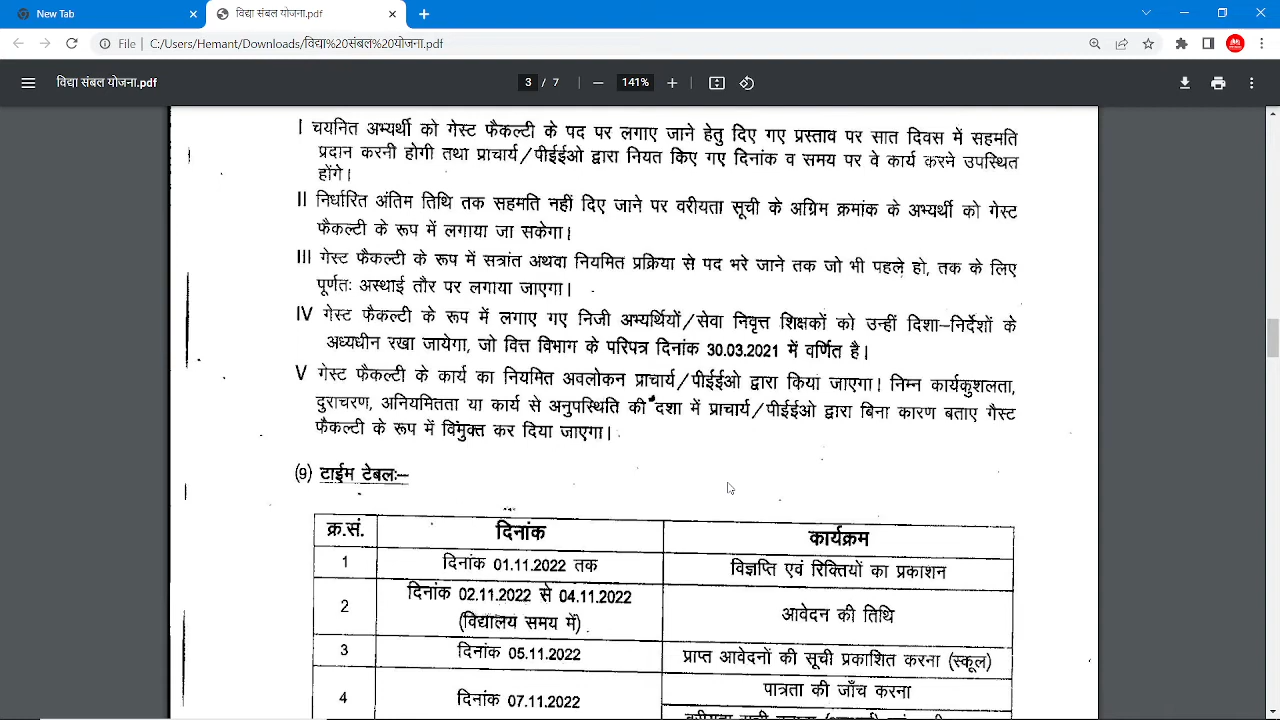 New Tab
विद्या संबल योजना.pdf
File | C:/Users/Hemant/Downloads/विद्या%20संबल%20योजना.pdf
विद्या संबल योजना.pdf
3 / 7
141%
I चयनित अभ्यर्थी को गेस्ट फैकल्टी के पद पर लगाए जाने हेतु दिए गए प्रस्ताव पर सात दिवस में सहमति
प्रदान करनी होगी तथा प्राचार्य/पीईईओ द्वारा नियत किए गए दिनांक व समय पर वे कार्य करने उपस्थित
होंगे।
II निर्धारित अंतिम तिथि तक सहमति नहीं दिए जाने पर वरीयता सूची के अग्रिम क्रमांक के अभ्यर्थी को गेस्ट
फैकल्टी के रूप में लगाया जा सकेगा।
III गेस्ट फैकल्टी के रूप में सत्रांत अथवा नियमित प्रक्रिया से पद भरे जाने तक जो भी पहले हो, तक के लिए
पूर्णतः अस्थाई तौर पर लगाया जाएगा।
IV गेस्ट फैकल्टी के रूप में लगाए गए निजी अभ्यर्थियों/सेवा निवृत्त शिक्षकों को उन्हीं दिशा–निर्देशों के
अध्यधीन रखा जायेगा, जो वित्त विभाग के परिपत्र दिनांक 30.03.2021 में वर्णित है।
V गेस्ट फैकल्टी के कार्य का नियमित अवलोकन प्राचार्य/पीईईओ द्वारा किया जाएगा। निम्न कार्यकुशलता,
दुराचरण, अनियमितता या कार्य से अनुपस्थिति की दशा में प्राचार्य/पीईईओ द्वारा बिना कारण बताए गैस्ट
फैकल्टी के रूप में विमुक्त कर दिया जाएगा।
(9) टाईम टेबलः–
क्र.सं. दिनांक कार्यक्रम
1 दिनांक 01.11.2022 तक विज्ञप्ति एवं रिक्तियों का प्रकाशन
2 दिनांक 02.11.2022 से 04.11.2022 (विद्यालय समय में) आवेदन की तिथि
3 दिनांक 05.11.2022 प्राप्त आवेदनों की सूची प्रकाशित करना (स्कूल)
4 दिनांक 07.11.2022 पात्रता की जाँच करना